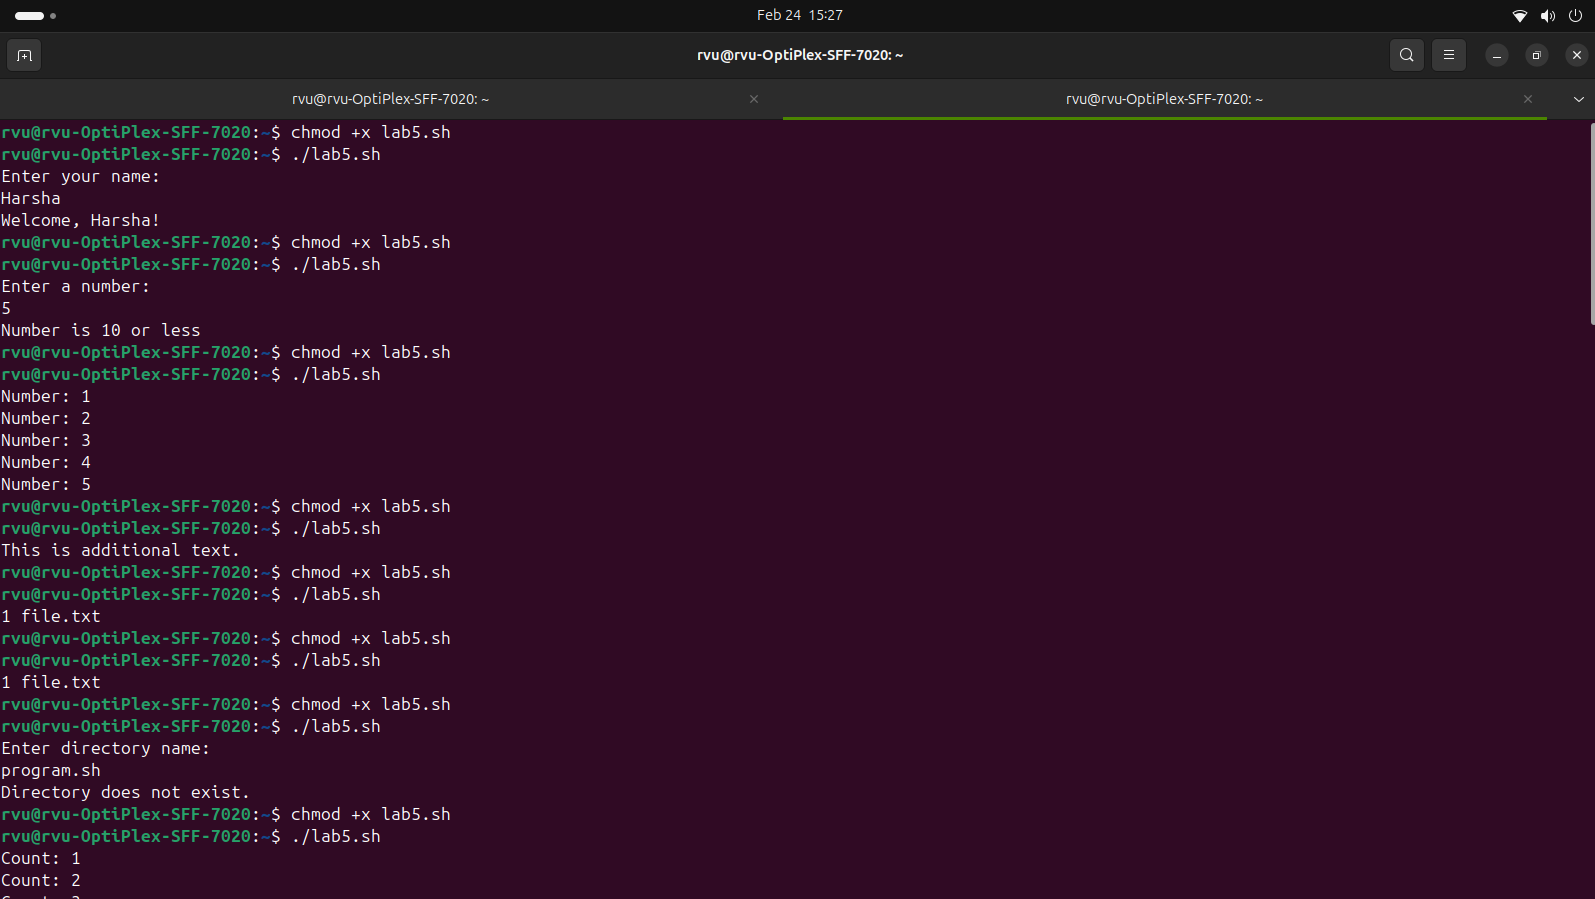 Feb 24 15:27
rvu@rvu-OptiPlex-SFF-7020: ~
rvu@rvu-OptiPlex-SFF-7020: ~
rvu@rvu-OptiPlex-SFF-7020: ~
rvu@rvu-OptiPlex-SFF-7020:~$ chmod +x lab5.sh
rvu@rvu-OptiPlex-SFF-7020:~$ ./lab5.sh
Enter your name:
Harsha
Welcome, Harsha!
rvu@rvu-OptiPlex-SFF-7020:~$ chmod +x lab5.sh
rvu@rvu-OptiPlex-SFF-7020:~$ ./lab5.sh
Enter a number:
5
Number is 10 or less
rvu@rvu-OptiPlex-SFF-7020:~$ chmod +x lab5.sh
rvu@rvu-OptiPlex-SFF-7020:~$ ./lab5.sh
Number: 1
Number: 2
Number: 3
Number: 4
Number: 5
rvu@rvu-OptiPlex-SFF-7020:~$ chmod +x lab5.sh
rvu@rvu-OptiPlex-SFF-7020:~$ ./lab5.sh
This is additional text.
rvu@rvu-OptiPlex-SFF-7020:~$ chmod +x lab5.sh
rvu@rvu-OptiPlex-SFF-7020:~$ ./lab5.sh
1 file.txt
rvu@rvu-OptiPlex-SFF-7020:~$ chmod +x lab5.sh
rvu@rvu-OptiPlex-SFF-7020:~$ ./lab5.sh
1 file.txt
rvu@rvu-OptiPlex-SFF-7020:~$ chmod +x lab5.sh
rvu@rvu-OptiPlex-SFF-7020:~$ ./lab5.sh
Enter directory name:
program.sh
Directory does not exist.
rvu@rvu-OptiPlex-SFF-7020:~$ chmod +x lab5.sh
rvu@rvu-OptiPlex-SFF-7020:~$ ./lab5.sh
Count: 1
Count: 2